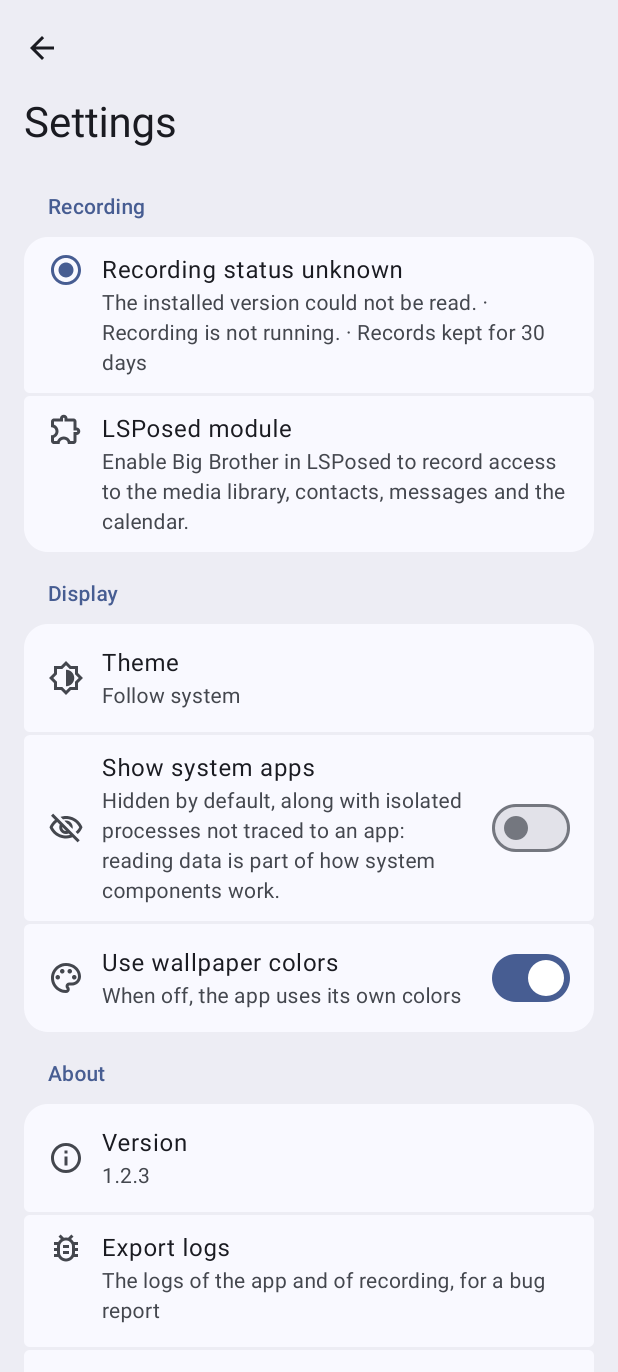 Settings
Recording
Recording status unknown
The installed version could not be read. ·
Recording is not running. · Records kept for 30
days
LSPosed module
Enable Big Brother in LSPosed to record access
to the media library, contacts, messages and the
calendar.
Display
Theme
Follow system
Show system apps
Hidden by default, along with isolated
processes not traced to an app:
reading data is part of how system
components work.
Use wallpaper colors
When off, the app uses its own colors
About
Version
1.2.3
Export logs
The logs of the app and of recording, for a bug
report